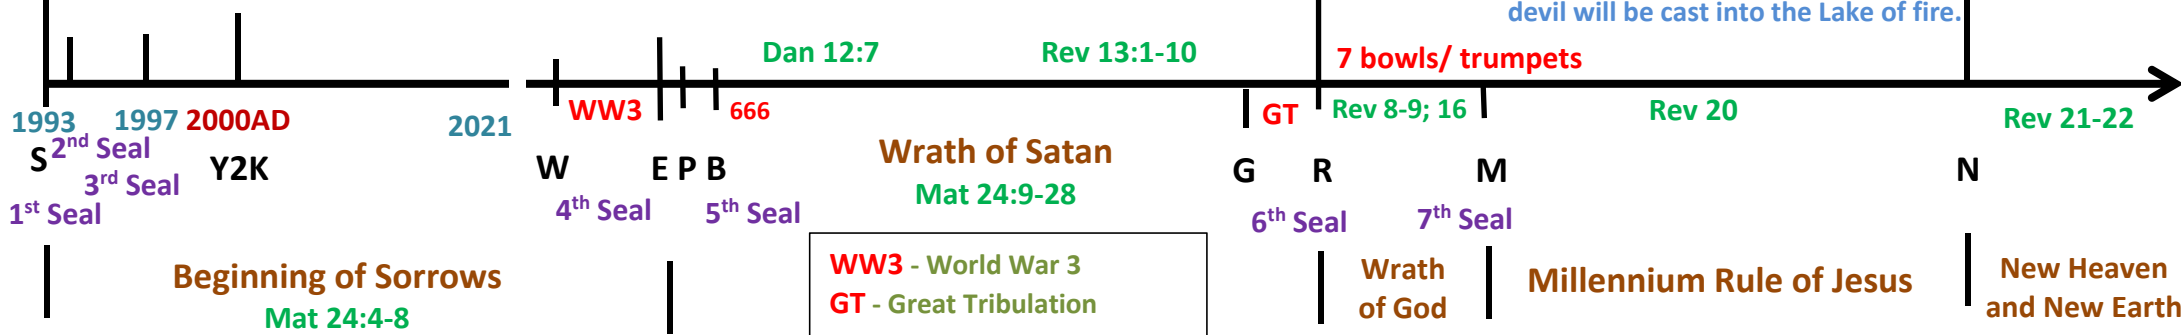 devil will be cast into the Lake of fire.
Dan 12:7
Rev 13:1-10
7 bowls/ trumpets
1993
1997
2000AD
2021
WW3
666
GT
Rev 8-9; 16
Rev 20
Rev 21-22
S
2nd Seal
3rd Seal
1st Seal
Y2K
W
E P B
4th Seal
5th Seal
Wrath of Satan
Mat 24:9-28
G
R
M
N
6th Seal
7th Seal
Beginning of Sorrows
Mat 24:4-8
WW3 - World War 3
GT - Great Tribulation
Wrath
of God
Millennium Rule of Jesus
New Heaven
and New Earth